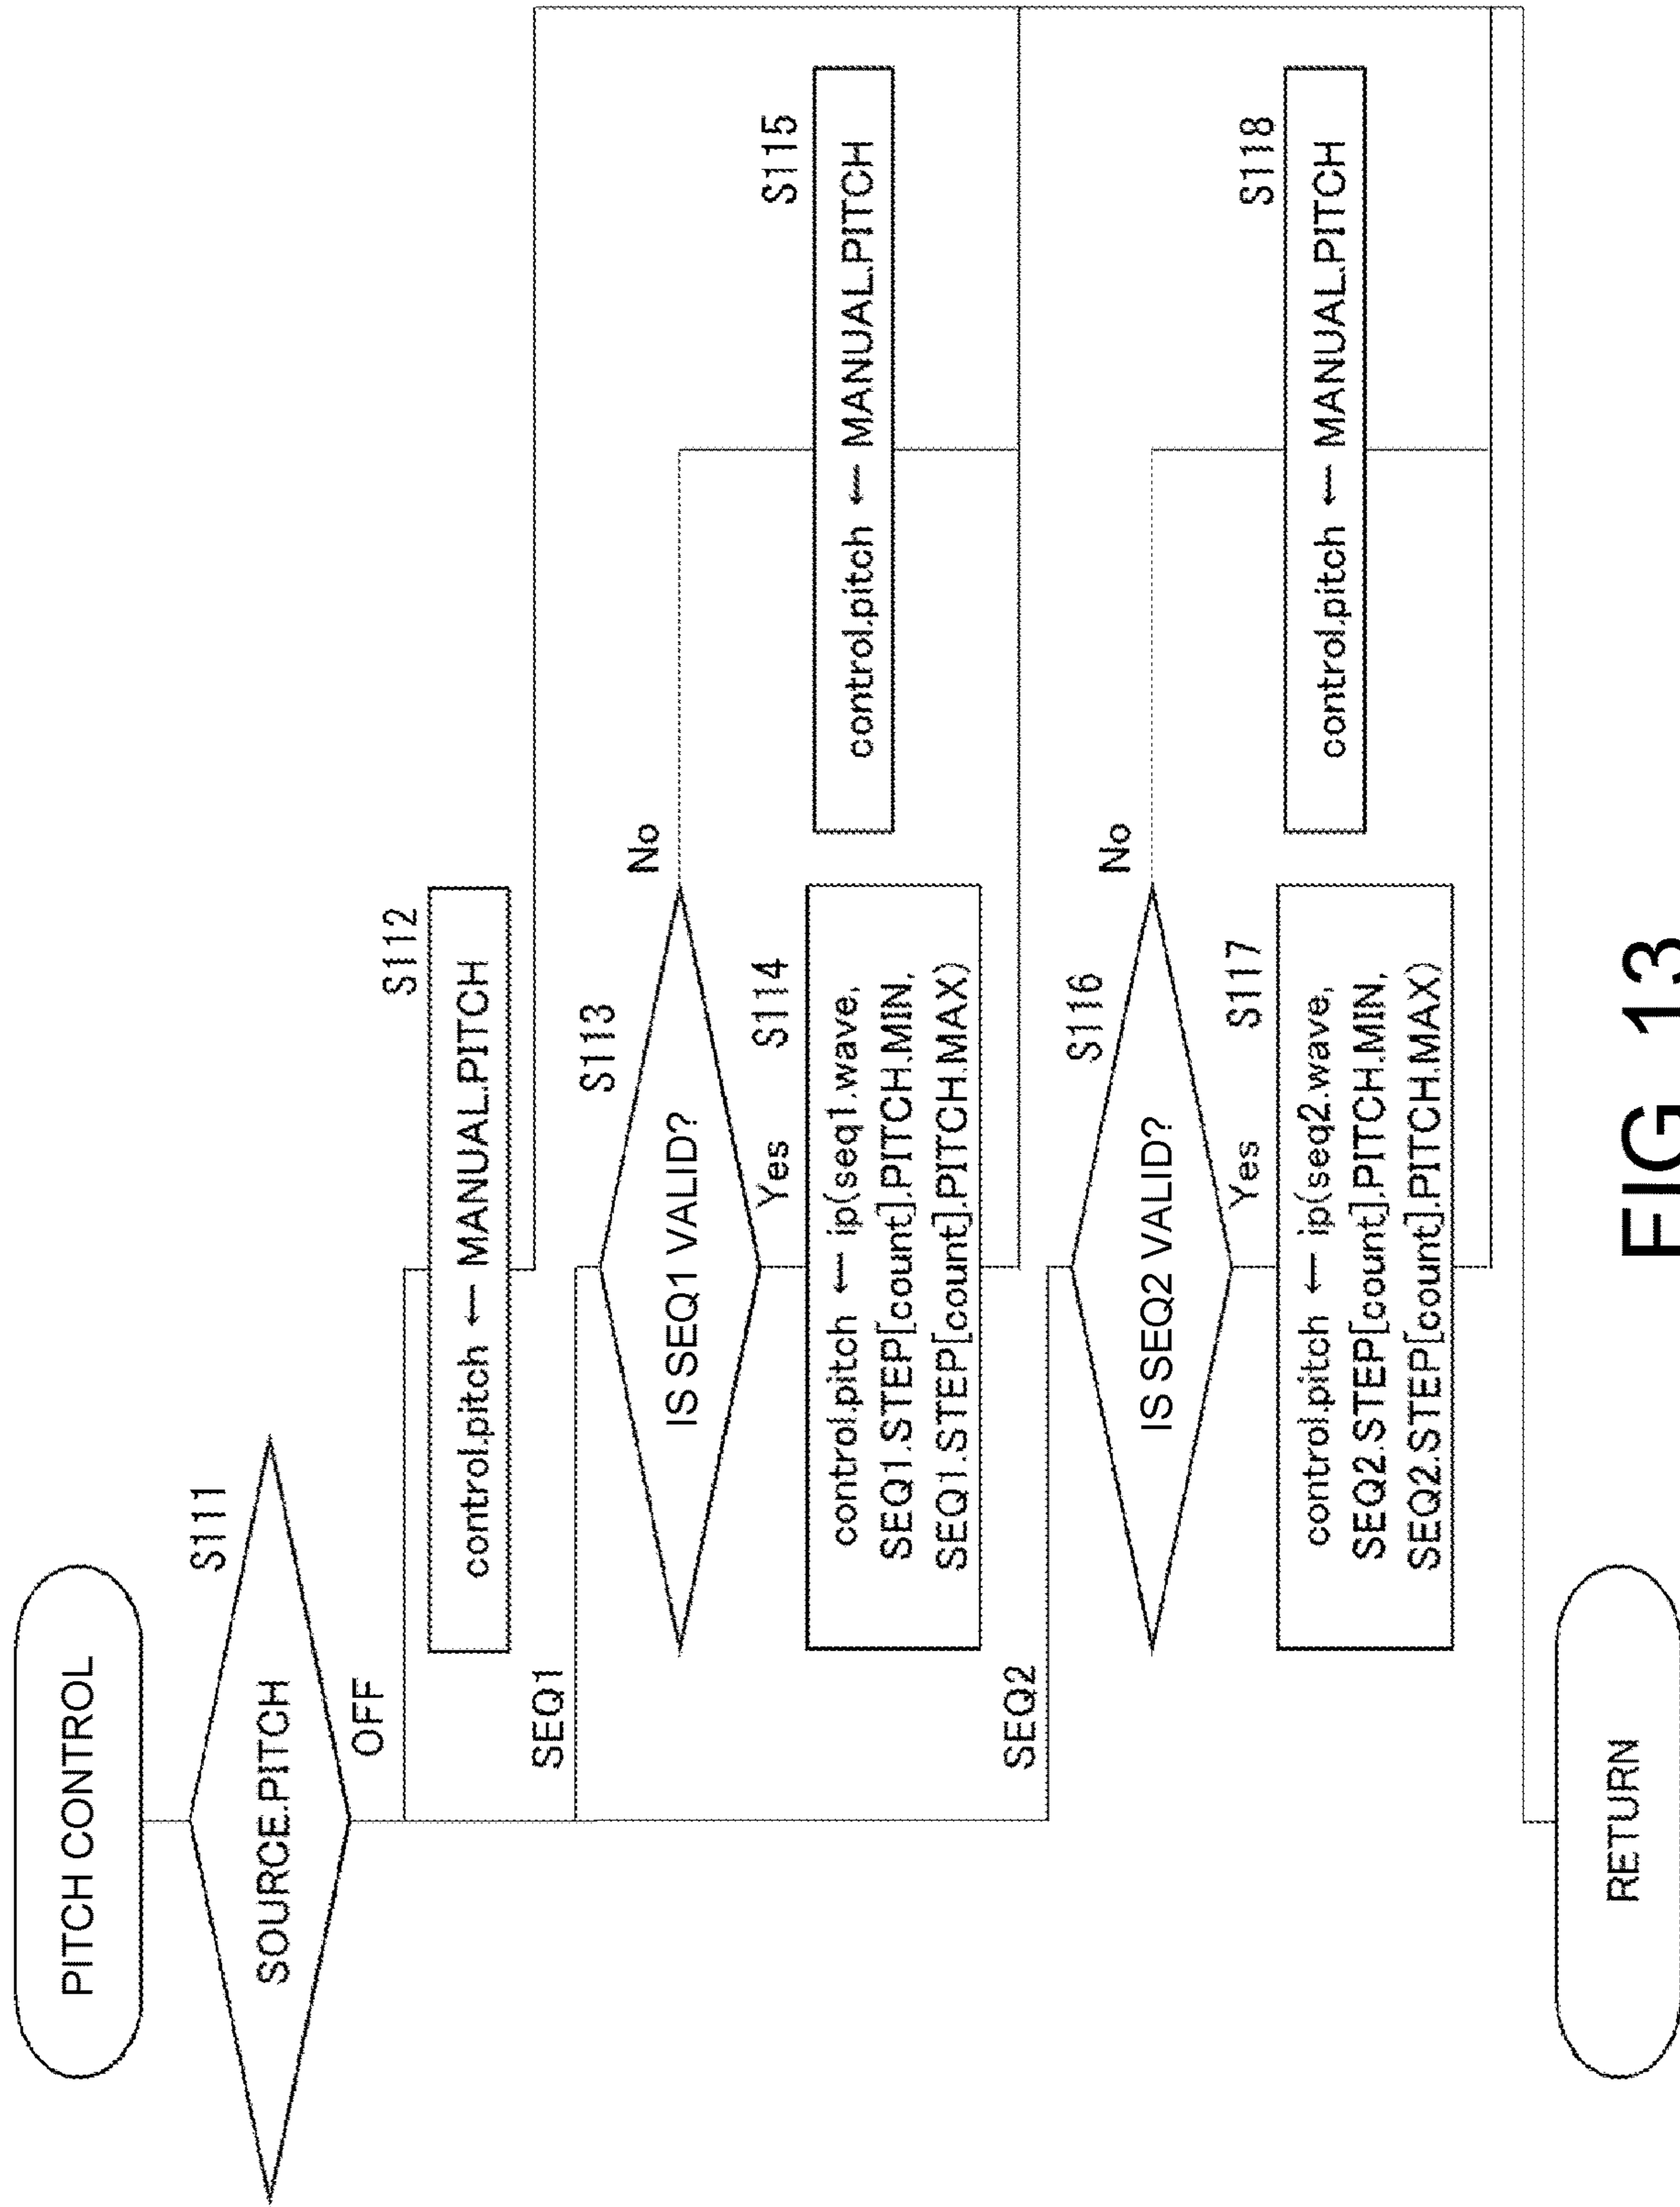 PITCH CONTROL
S111
SOURCE.PITCH
OFF
S112
control.pitch ← MANUAL.PITCH
SEQ1
S113
IS SEQ1 VALID?
No
Yes
S114
control.pitch ← ip(seq1.wave,
SEQ1.STEP[count].PITCH.MIN,
SEQ1.STEP[count].PITCH.MAX)
S115
control.pitch ← MANUAL.PITCH
SEQ2
S116
IS SEQ2 VALID?
No
Yes
S117
control.pitch ← ip(seq2.wave,
SEQ2.STEP[count].PITCH.MIN,
SEQ2.STEP[count].PITCH.MAX)
S118
control.pitch ← MANUAL.PITCH
RETURN
FIG 13